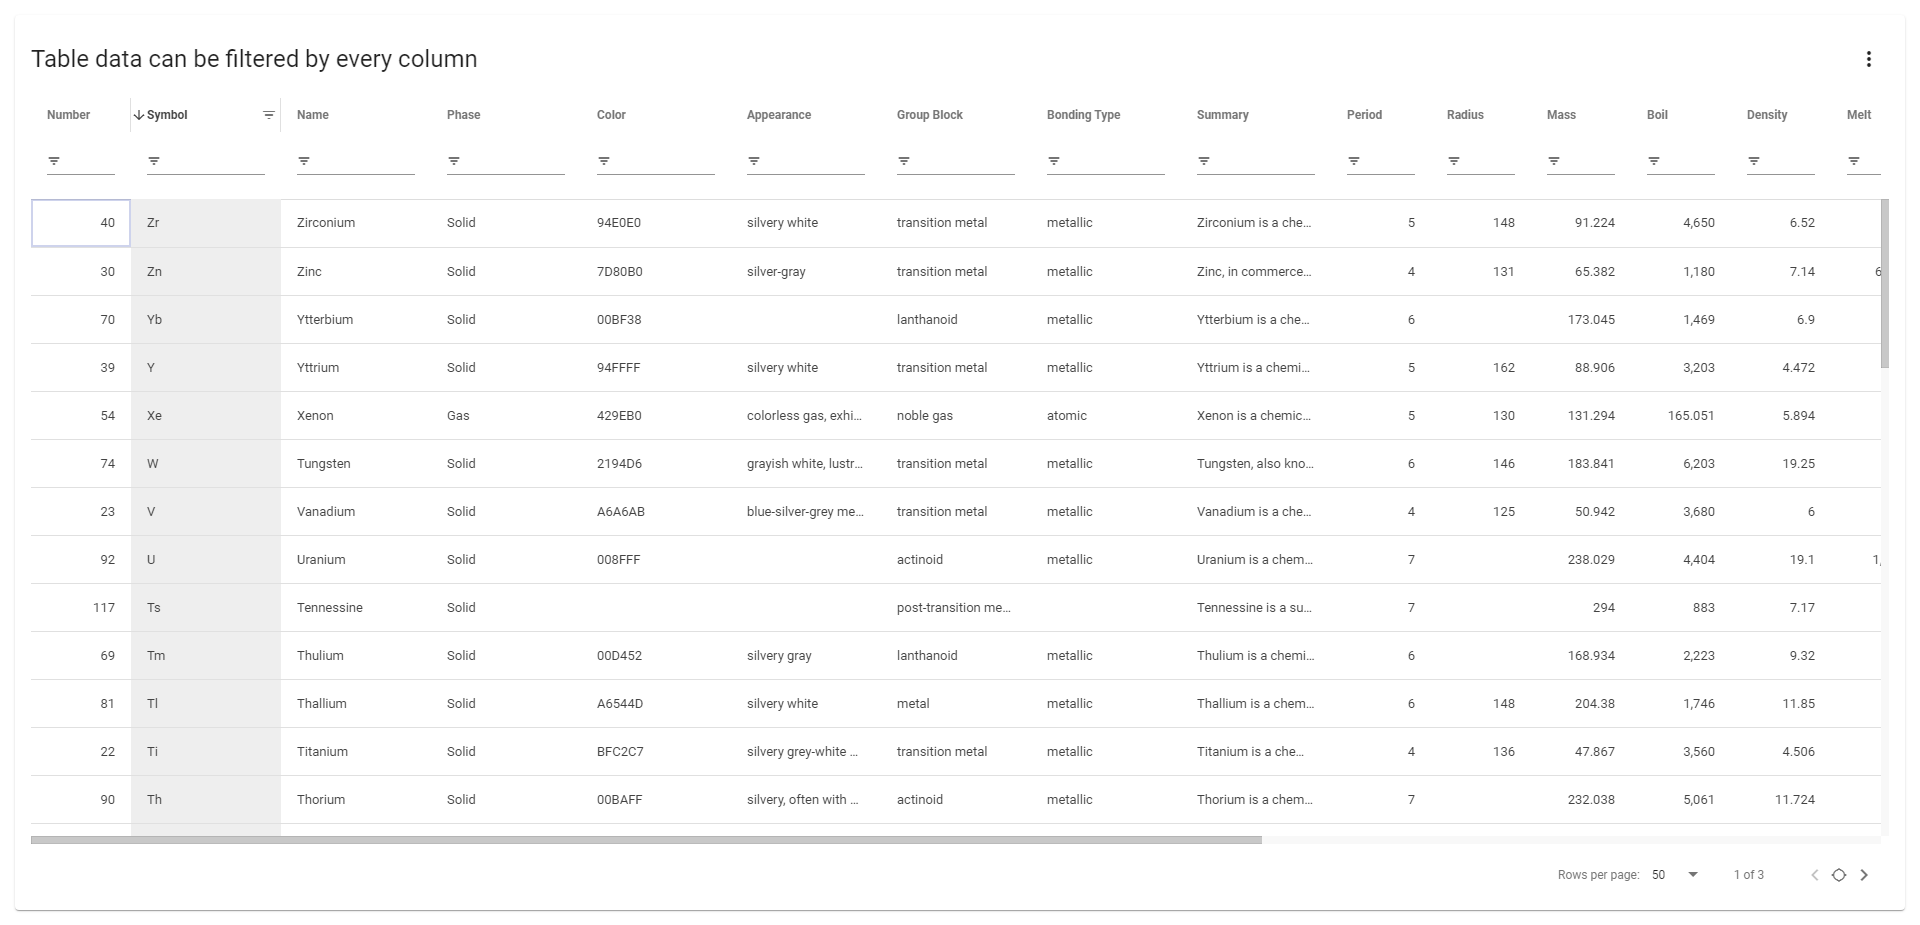 Table data can be filtered by every column
Number Symbol Name Phase Color Appearance Group Block Bonding Type Summary Period Radius Mass Boil Density Melt
40 Zr Zirconium Solid 94E0E0 silvery white transition metal metallic Zirconium is a che... 5 148 91.224 4,650 6.52
30 Zn Zinc Solid 7D80B0 silver-gray transition metal metallic Zinc, in commerce... 4 131 65.382 1,180 7.14 6
70 Yb Ytterbium Solid 00BF38 lanthanoid metallic Ytterbium is a che... 6 173.045 1,469 6.9
39 Y Yttrium Solid 94FFFF silvery white transition metal metallic Yttrium is a chemi... 5 162 88.906 3,203 4.472
54 Xe Xenon Gas 429EB0 colorless gas, exhi... noble gas atomic Xenon is a chemic... 5 130 131.294 165.051 5.894
74 W Tungsten Solid 2194D6 grayish white, lustr... transition metal metallic Tungsten, also kno... 6 146 183.841 6,203 19.25
23 V Vanadium Solid A6A6AB blue-silver-grey me... transition metal metallic Vanadium is a che... 4 125 50.942 3,680 6
92 U Uranium Solid 008FFF actinoid metallic Uranium is a chem... 7 238.029 4,404 19.1 1,
117 Ts Tennessine Solid post-transition me... Tennessine is a su... 7 294 883 7.17
69 Tm Thulium Solid 00D452 silvery gray lanthanoid metallic Thulium is a chemi... 6 168.934 2,223 9.32
81 Tl Thallium Solid A6544D silvery white metal metallic Thallium is a chem... 6 148 204.38 1,746 11.85
22 Ti Titanium Solid BFC2C7 silvery grey-white ... transition metal metallic Titanium is a che... 4 136 47.867 3,560 4.506
90 Th Thorium Solid 00BAFF silvery, often with ... actinoid metallic Thorium is a chem... 7 232.038 5,061 11.724
Rows per page: 50 1 of 3